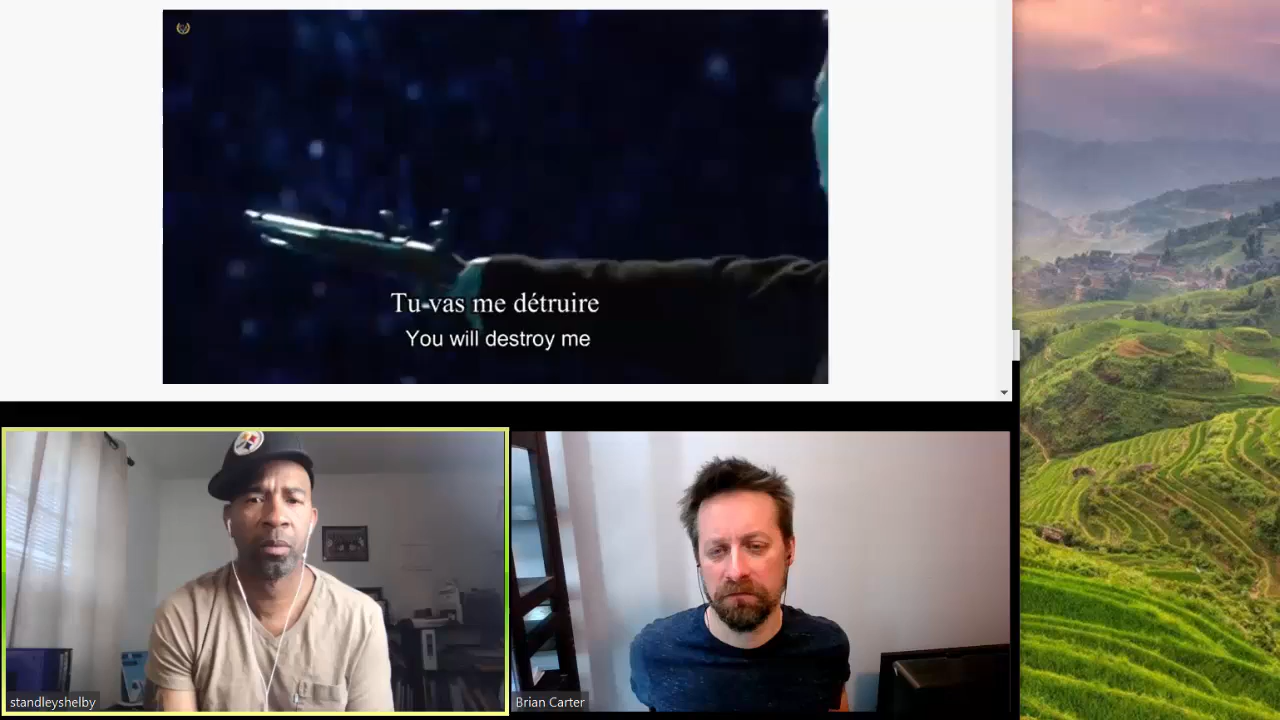 Tu vas me détruire
You will destroy me
standleyshelby
Brian Carter